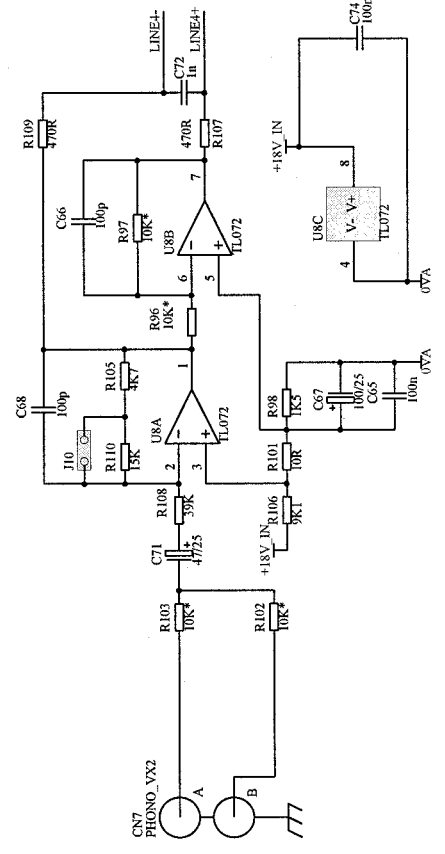 CN7
PHONO_VX2
A
B
R103
10K*
R102
10K*
C71
47/25
+
R108
39K
J10
R110
15K
R105
4K7
C68
100p
2
3
1
U8A
TL072
-
+
+18V_IN
R106
9K1
R101
10R
R98
1K5
C67
+
100/25
C65
100n
0VA
R96
10K*
6
5
7
U8B
TL072
-
+
C66
100p
R97
10K*
R109
470R
470R
R107
C72
1n
LINE4-
LINE4+
+18V_IN
C74
100n
U8C
V- V+
TL072
4
8
0VA